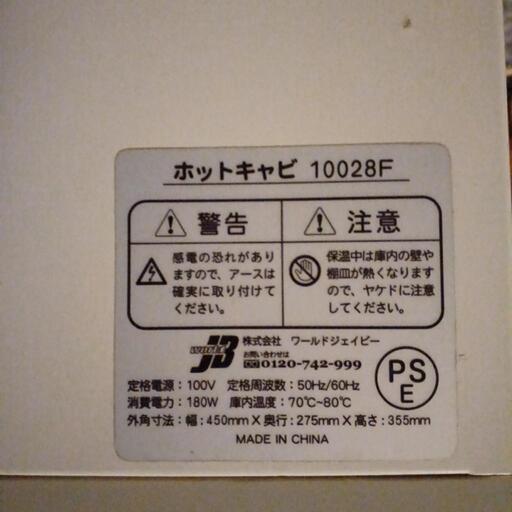 ホットキャビ 10028F
警告
感電の恐れがあり
ますので、アースは
確実に取り付けて
ください。
注意
保温中は庫内の壁や
棚皿が熱くなります
ので、ヤケドに注意
してください。
World JB
株式会社 ワールドジェイビー
お問い合わせは
0120-742-999
定格電源：100V 定格周波数：50Hz/60Hz
消費電力：180W 庫内温度：70℃~80℃
外角寸法：幅：450mm X 奥行：275mm X 高さ：355mm
MADE IN CHINA
PS
E